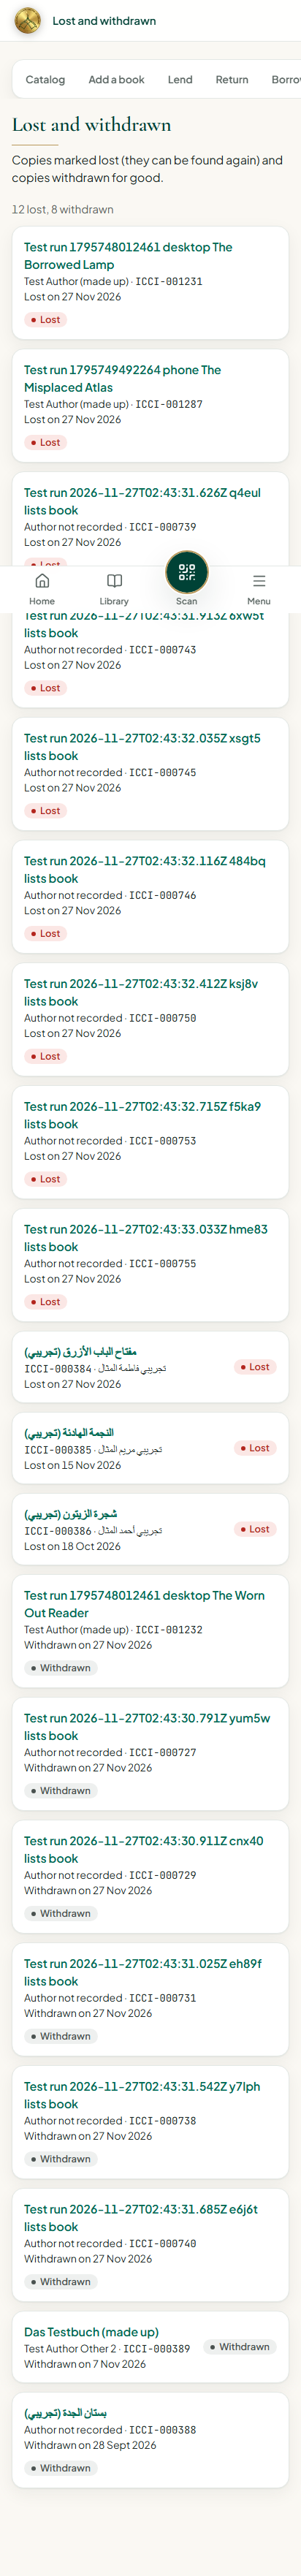 Lost and withdrawn
Catalog
Add a book
Lend
Return
Lost and withdrawn
Copies marked lost (they can be found again) and
copies withdrawn for good.
12 lost, 8 withdrawn
Test run 1795748012461 desktop The
Borrowed Lamp
Test Author (made up) · ICCI-001231
Lost on 27 Nov 2026
Lost
Test run 1795749492264 phone The
Misplaced Atlas
Test Author (made up) · ICCI-001287
Lost on 27 Nov 2026
Lost
Test run 2026-11-27T02:43:31.626Z q4eul
lists book
Author not recorded · ICCI-000739
Lost on 27 Nov 2026
Lost
Home
Library
Scan
Menu
Test run 2026-11-27T02:43:31.913Z 6xw5t
lists book
Author not recorded · ICCI-000743
Lost on 27 Nov 2026
Lost
Test run 2026-11-27T02:43:32.035Z xsgt5
lists book
Author not recorded · ICCI-000745
Lost on 27 Nov 2026
Lost
Test run 2026-11-27T02:43:32.116Z 484bq
lists book
Author not recorded · ICCI-000746
Lost on 27 Nov 2026
Lost
Test run 2026-11-27T02:43:32.412Z ksj8v
lists book
Author not recorded · ICCI-000750
Lost on 27 Nov 2026
Lost
Test run 2026-11-27T02:43:32.715Z f5ka9
lists book
Author not recorded · ICCI-000753
Lost on 27 Nov 2026
Lost
Test run 2026-11-27T02:43:33.033Z hme83
lists book
Author not recorded · ICCI-000755
Lost on 27 Nov 2026
Lost
مفتاح الباب الأزرق (تجريبي)
تجريبي فاطمة المثال · ICCI-000384
Lost on 27 Nov 2026
Lost
النجمة الهادئة (تجريبي)
تجريبي مريم المثال · ICCI-000385
Lost on 15 Nov 2026
Lost
شجرة الزيتون (تجريبي)
تجريبي أحمد المثال · ICCI-000386
Lost on 18 Oct 2026
Lost
Test run 1795748012461 desktop The Worn
Out Reader
Test Author (made up) · ICCI-001232
Withdrawn on 27 Nov 2026
Withdrawn
Test run 2026-11-27T02:43:30.791Z yum5w
lists book
Author not recorded · ICCI-000727
Withdrawn on 27 Nov 2026
Withdrawn
Test run 2026-11-27T02:43:30.911Z cnx40
lists book
Author not recorded · ICCI-000729
Withdrawn on 27 Nov 2026
Withdrawn
Test run 2026-11-27T02:43:31.025Z eh89f
lists book
Author not recorded · ICCI-000731
Withdrawn on 27 Nov 2026
Withdrawn
Test run 2026-11-27T02:43:31.542Z y7lph
lists book
Author not recorded · ICCI-000738
Withdrawn on 27 Nov 2026
Withdrawn
Test run 2026-11-27T02:43:31.685Z e6j6t
lists book
Author not recorded · ICCI-000740
Withdrawn on 27 Nov 2026
Withdrawn
Das Testbuch (made up)
Test Author Other 2 · ICCI-000389
Withdrawn on 7 Nov 2026
Withdrawn
بستان الجدة (تجريبي)
Author not recorded · ICCI-000388
Withdrawn on 28 Sept 2026
Withdrawn